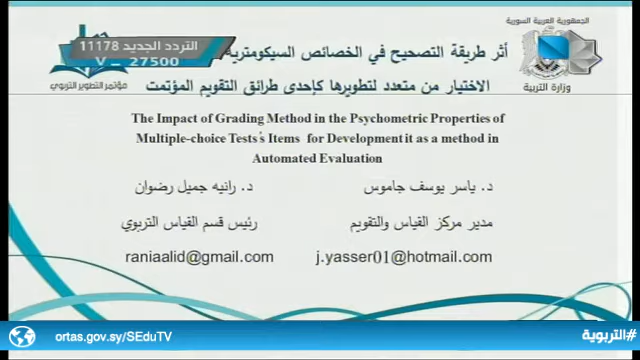 الجمهورية العربية السورية
وزارة التربية
التردد الجديد 11178
V - 27500
مؤتمر التطوير التربوي
أثر طريقة التصحيح في الخصائص السيكومترية
الاختيار من متعدد لتطويرها كإحدى طرائق التقويم المؤتمت
The Impact of Grading Method in the Psychometric Properties of
Multiple-choice Tests's Items for Development it as a method in
Automated Evaluation
د. ياسر يوسف جاموس
د. رانيه جميل رضوان
مدير مركز القياس والتقويم
رئيس قسم القياس التربوي
j.yasser01@hotmail.com
raniaalid@gmail.com
ortas.gov.sy/SEduTV
#التربوية